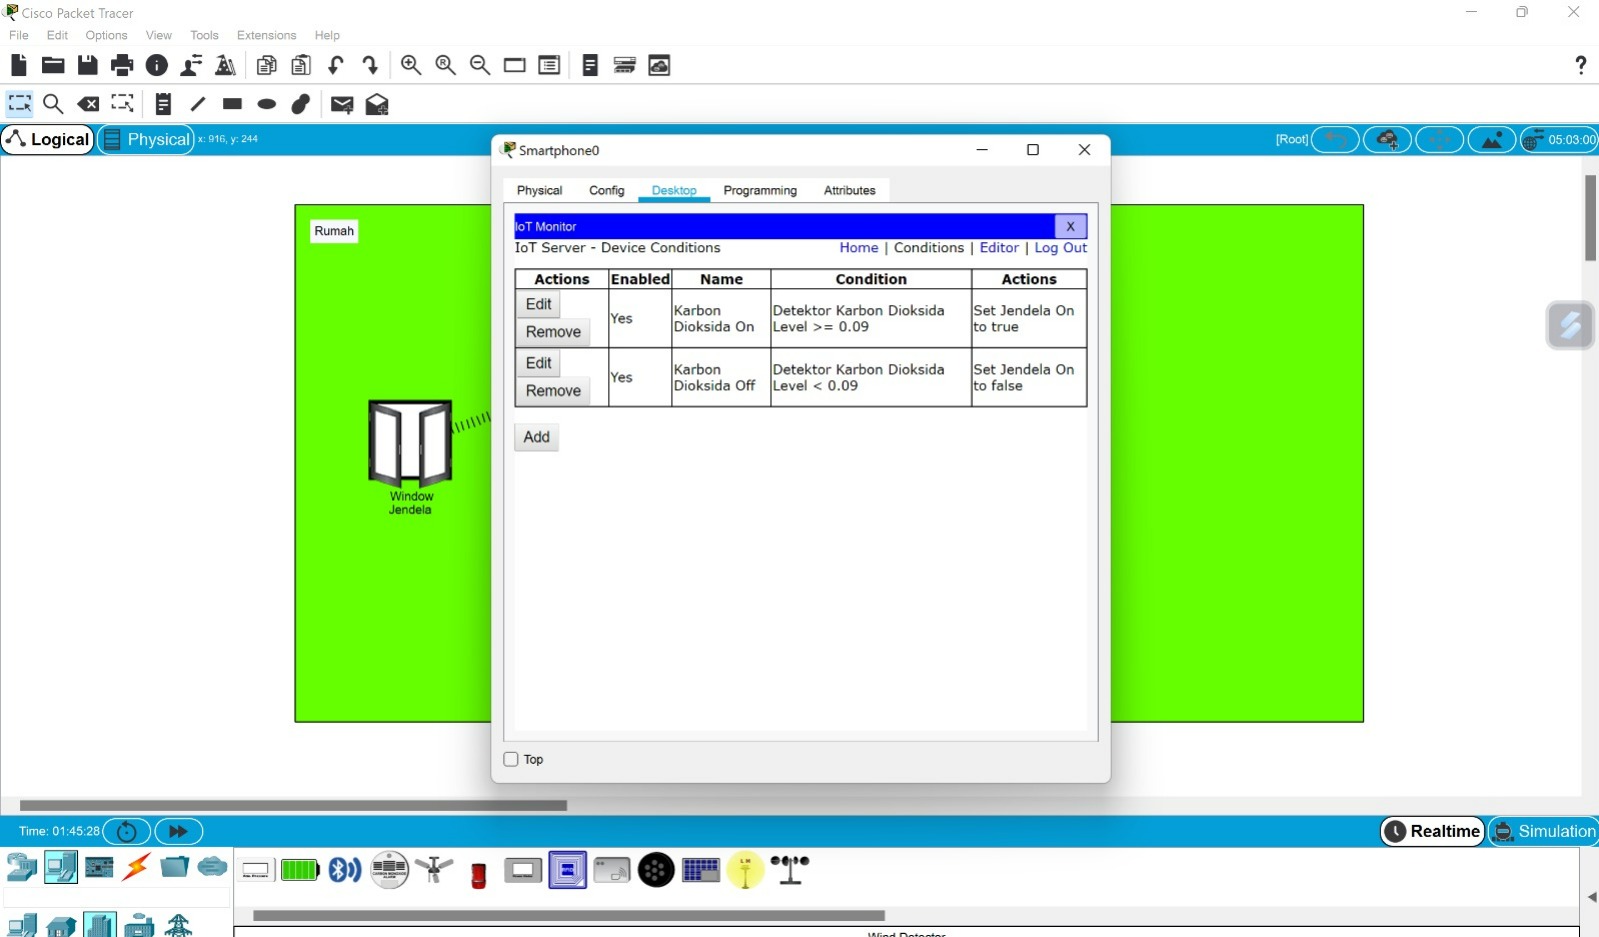 Cisco Packet Tracer
File Edit Options View Tools Extensions Help
Logical Physical x: 916, y: 244 [Root] 05:03:00
Rumah
Window
Jendela
Smartphone0
Physical Config Desktop Programming Attributes
IoT Monitor X
IoT Server - Device Conditions Home | Conditions | Editor | Log Out
Actions Enabled Name Condition Actions
Edit
Remove
Yes
Karbon
Dioksida On
Detektor Karbon Dioksida
Level >= 0.09
Set Jendela On
to true
Edit
Remove
Yes
Karbon
Dioksida Off
Detektor Karbon Dioksida
Level < 0.09
Set Jendela On
to false
Add
Top
Time: 01:45:28 Realtime Simulation
CARBON MONOXIDE
LM
Wind Detector